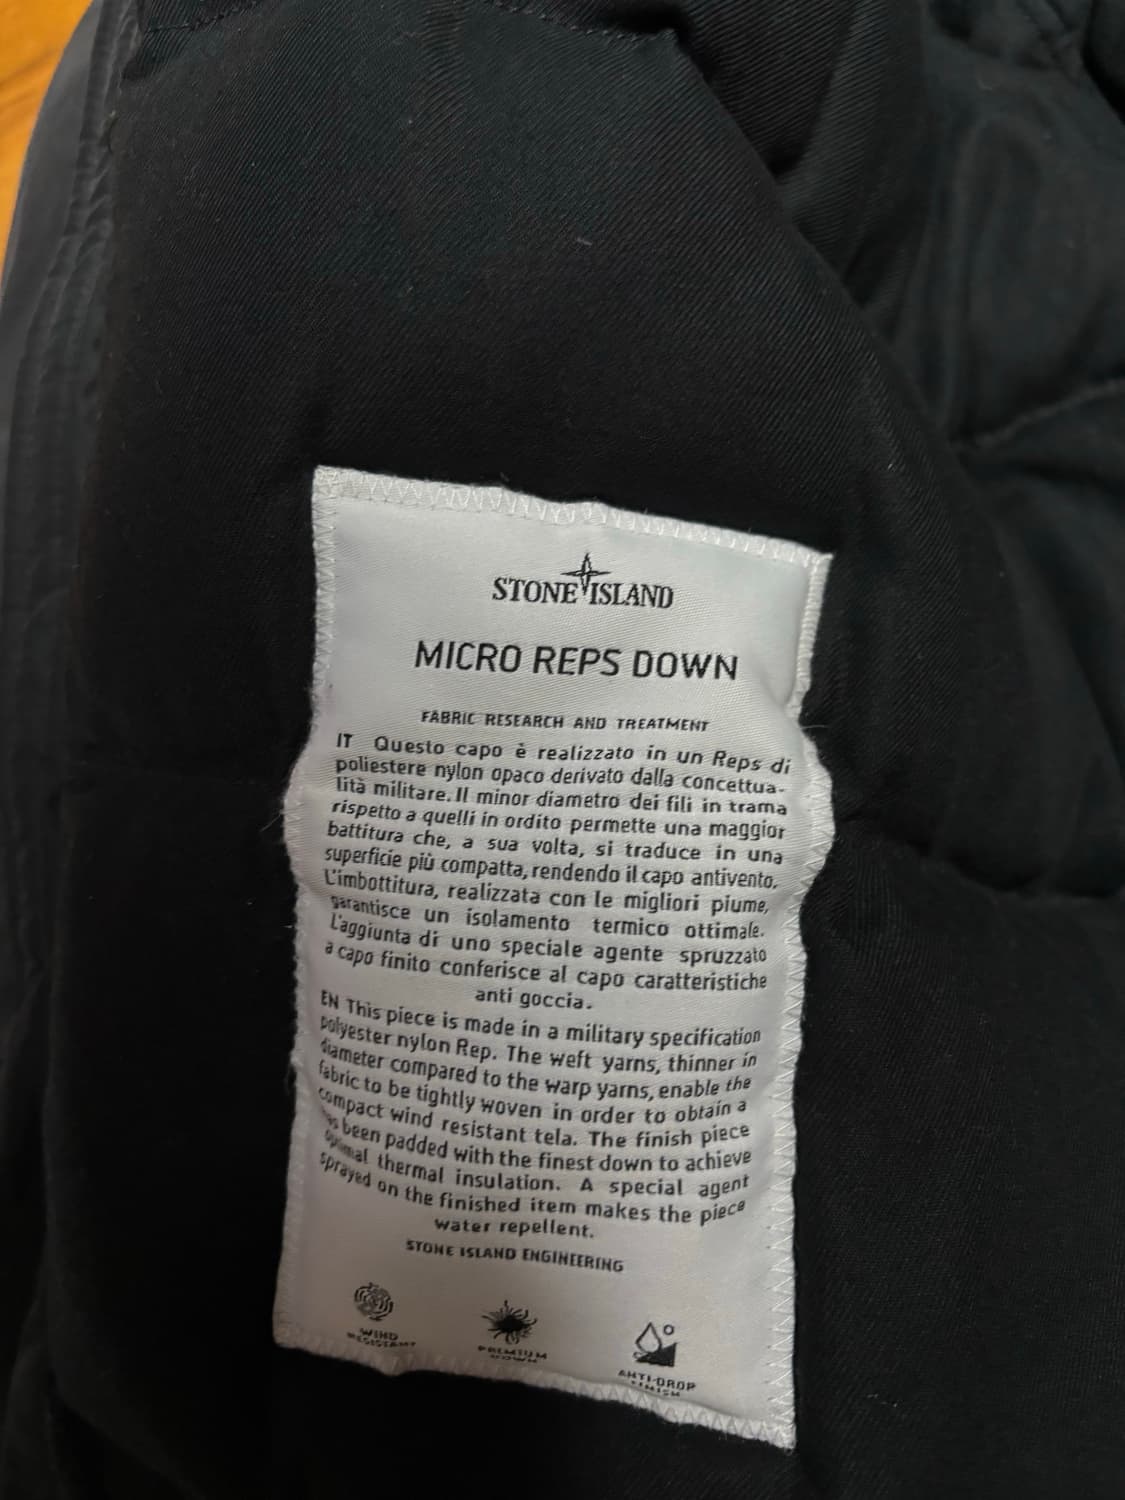 STONE ISLAND
MICRO REPS DOWN
FABRIC RESEARCH AND TREATMENT
IT Questo capo è realizzato in un Reps di
poliestere nylon opaco derivato dalla concettua-
lità militare. Il minor diametro dei fili in trama
rispetto a quelli in ordito permette una maggior
battitura che, a sua volta, si traduce in una
superficie più compatta, rendendo il capo antivento.
L'imbottitura, realizzata con le migliori piume,
garantisce un isolamento termico ottimale.
L'aggiunta di uno speciale agente spruzzato
a capo finito conferisce al capo caratteristiche
anti goccia.
EN This piece is made in a military specification
polyester nylon Rep. The weft yarns, thinner in
diameter compared to the warp yarns, enable the
fabric to be tightly woven in order to obtain a
compact wind resistant tela. The finish piece
has been padded with the finest down to achieve
optimal thermal insulation. A special agent
sprayed on the finished item makes the piece
water repellent.
STONE ISLAND ENGINEERING
WIND
RESISTANT
PREMIUM
DOWN
ANTI-DROP
FINISH